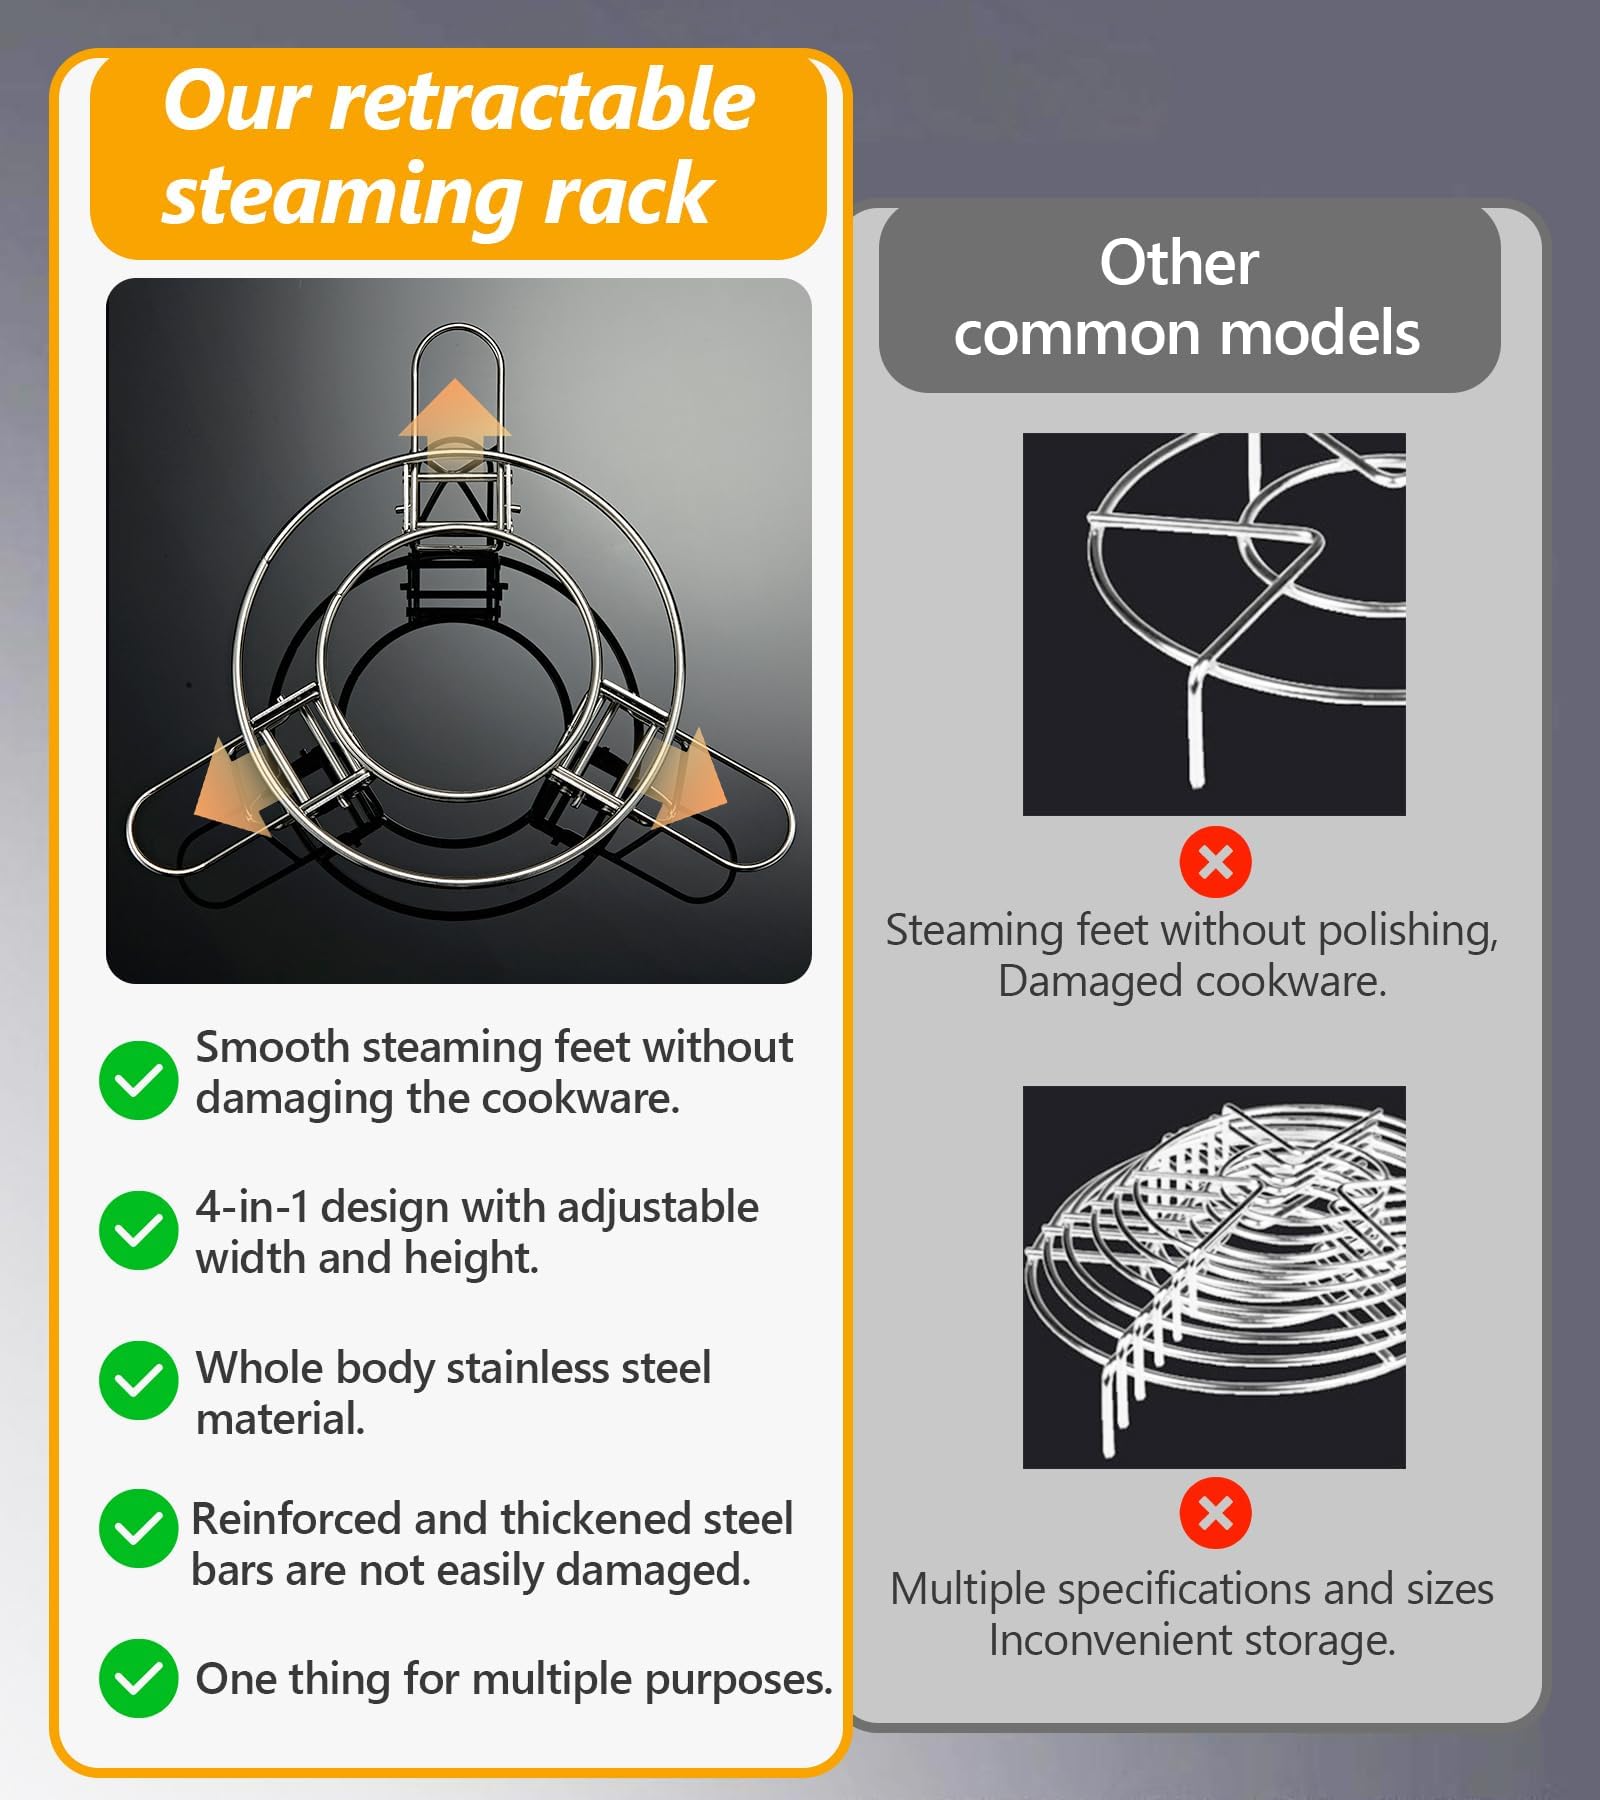 Our retractable
steaming rack
Smooth steaming feet without
damaging the cookware.
4-in-1 design with adjustable
width and height.
Whole body stainless steel
material.
Reinforced and thickened steel
bars are not easily damaged.
One thing for multiple purposes.
Other
common models
Steaming feet without polishing,
Damaged cookware.
Multiple specifications and sizes
Inconvenient storage.